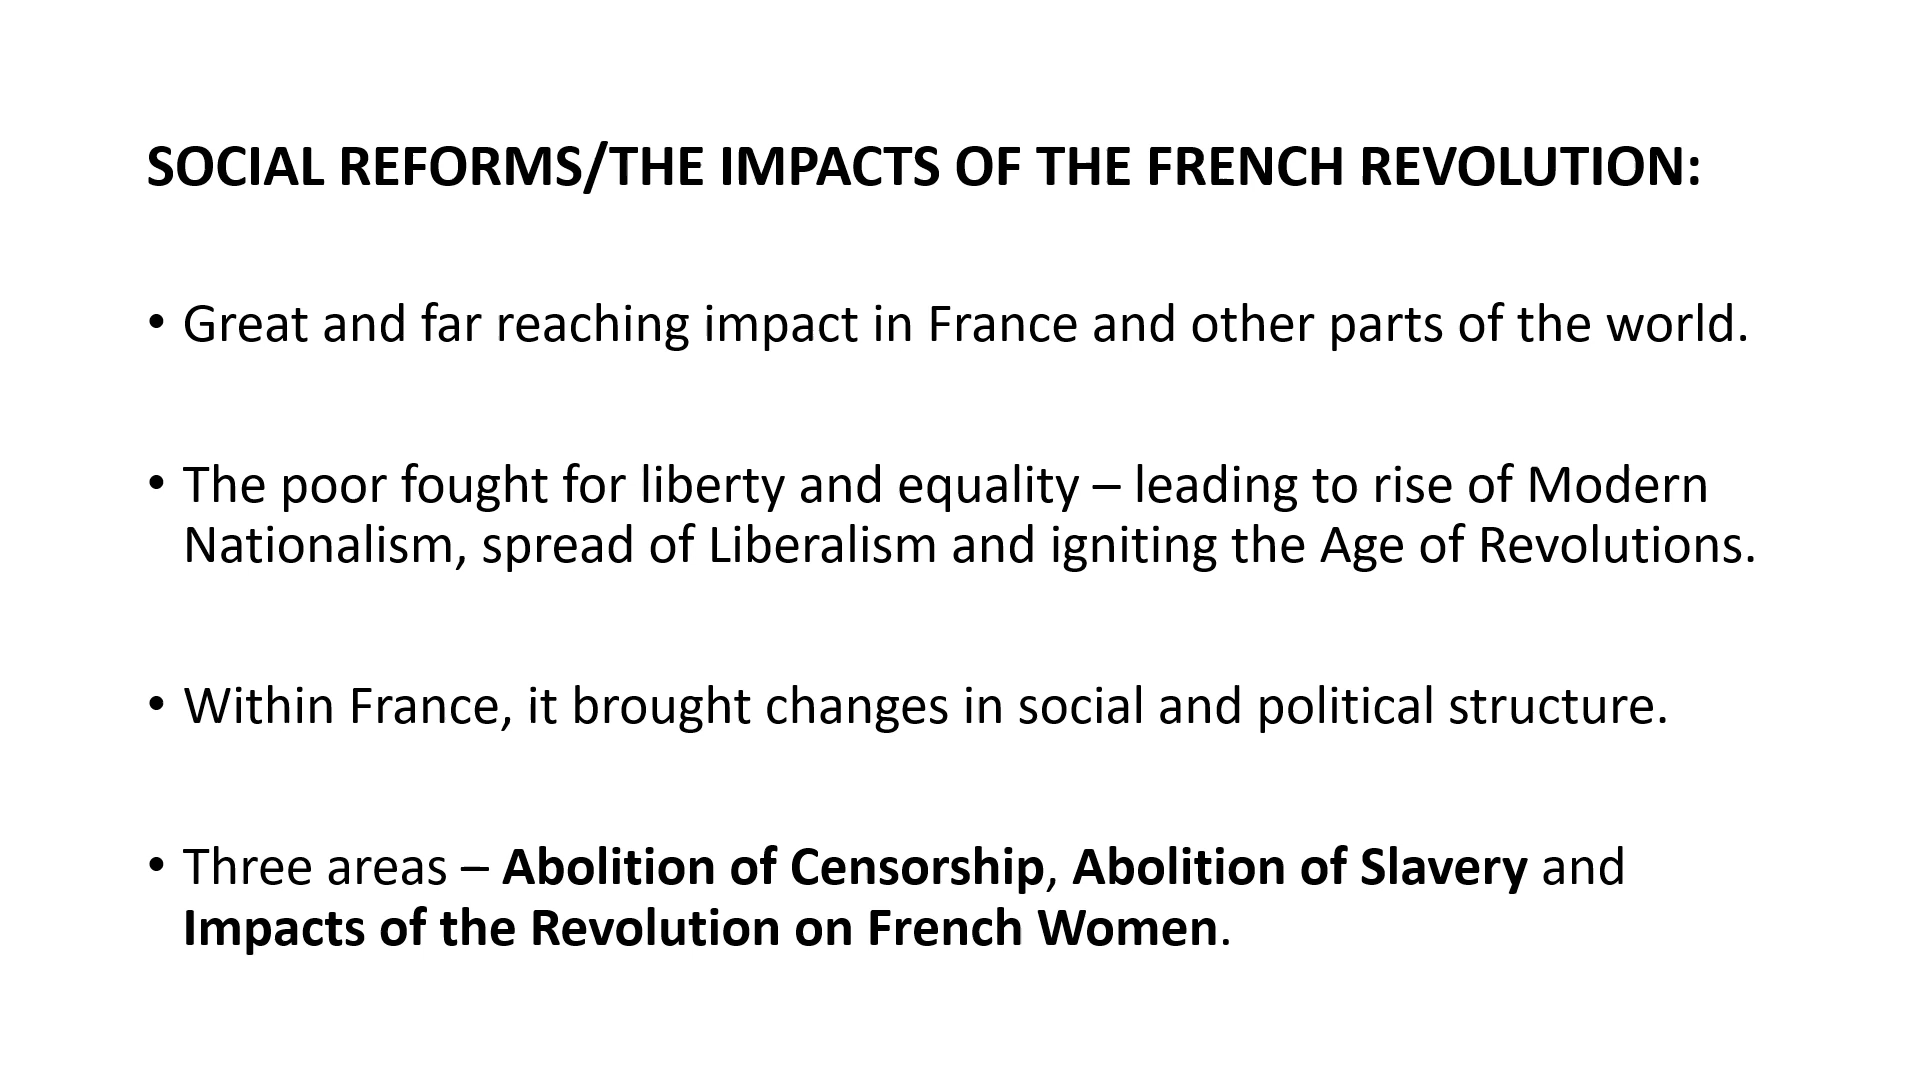 SOCIAL REFORMS/THE IMPACTS OF THE FRENCH REVOLUTION:
• Great and far reaching impact in France and other parts of the world.
• The poor fought for liberty and equality – leading to rise of Modern
Nationalism, spread of Liberalism and igniting the Age of Revolutions.
• Within France, it brought changes in social and political structure.
• Three areas – Abolition of Censorship, Abolition of Slavery and
Impacts of the Revolution on French Women.